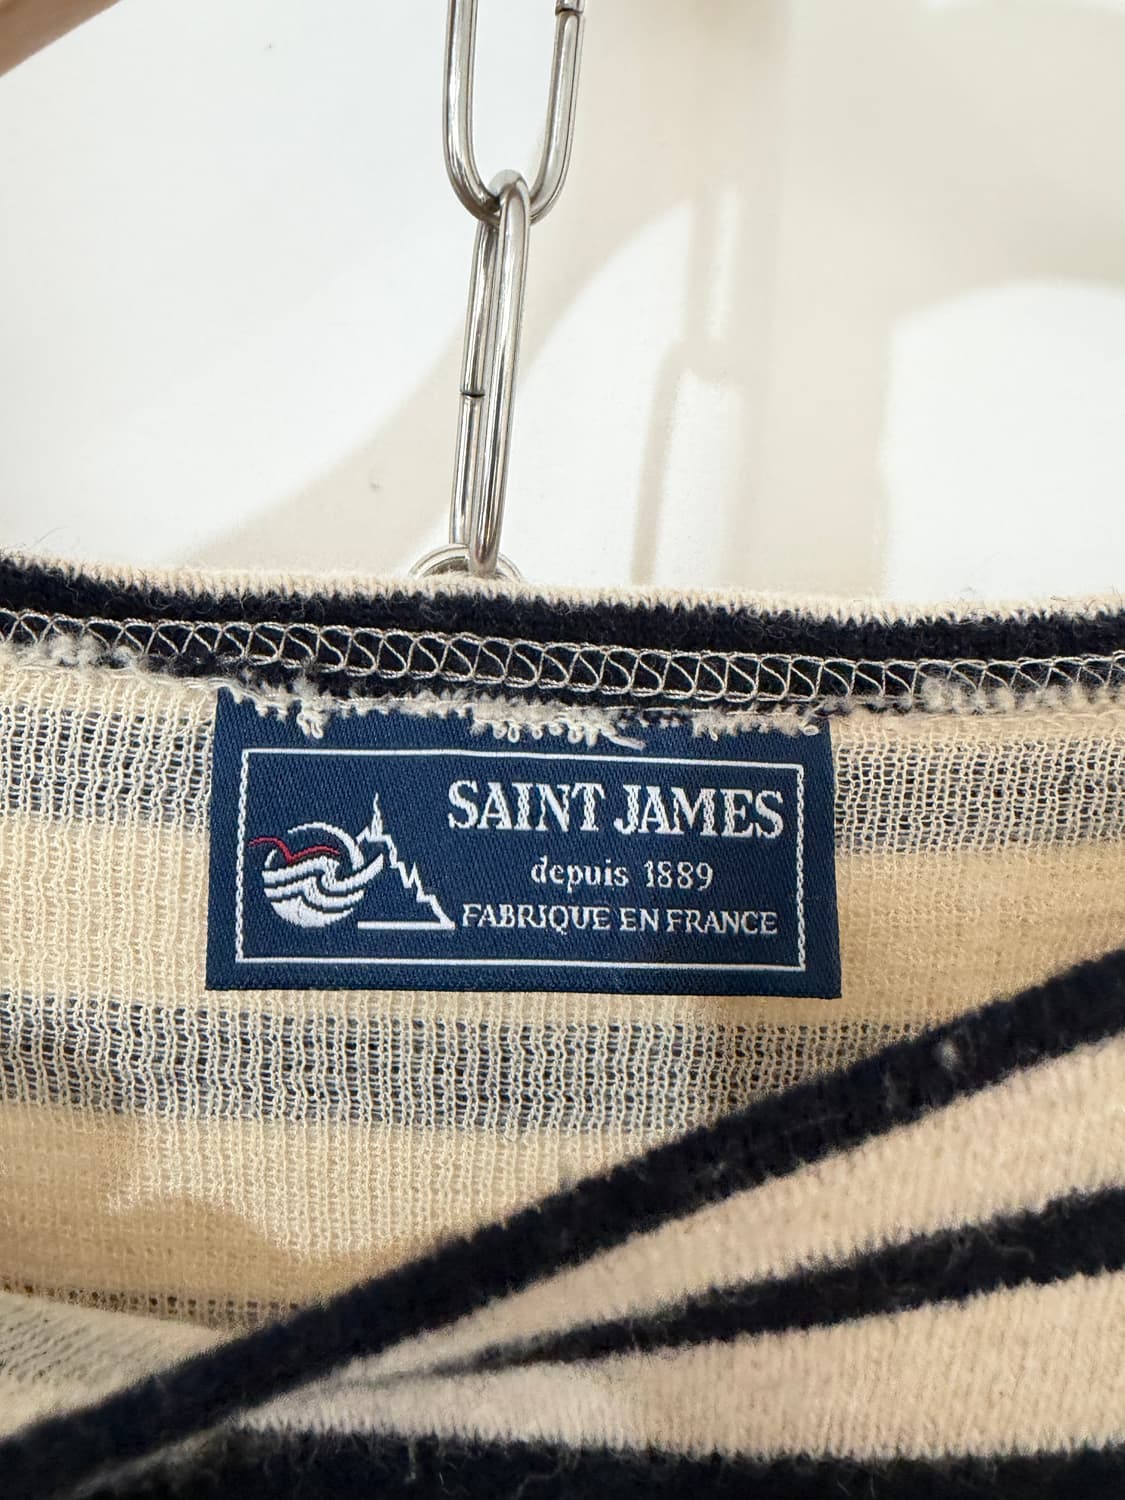 SAINT JAMES
depuis 1889
FABRIQUE EN FRANCE